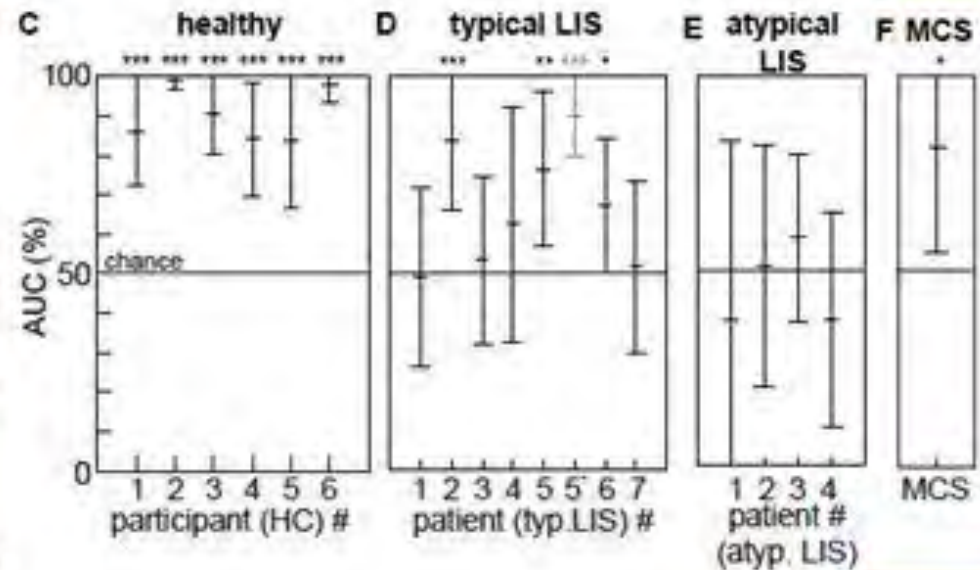 C healthy
D typical LIS
E atypical LIS
F MCS
*** *** *** *** *** ***
*** ** *** *
*
100
50
0
AUC (%)
chance
1 2 3 4 5 6
participant (HC) #
1 2 3 4 5 5' 6 7
patient (typ.LIS) #
1 2 3 4
patient #
(atyp. LIS)
MCS